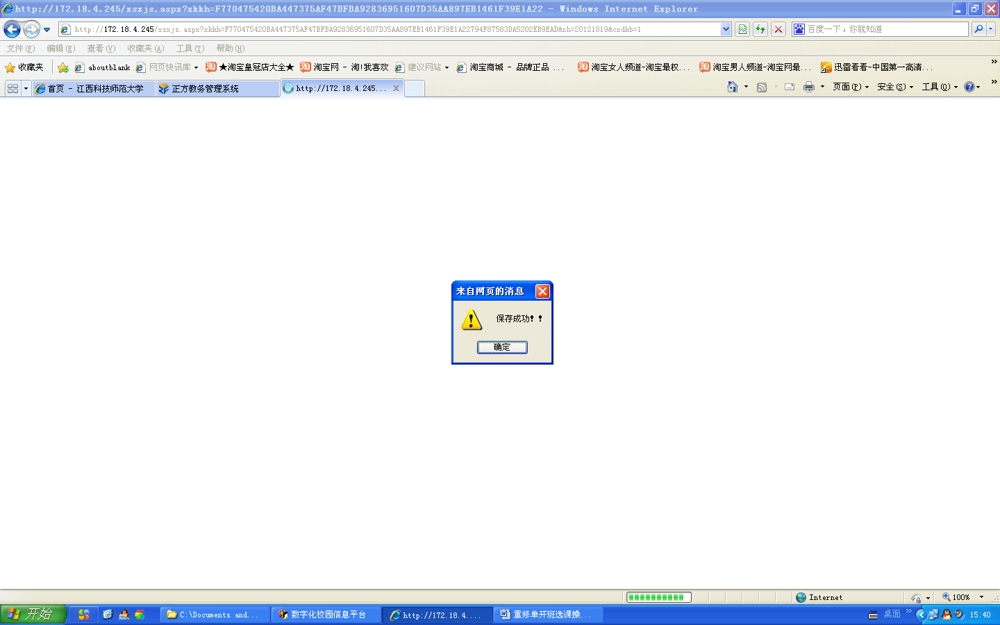 http://172.18.4.245/xsxjs.aspx?xkkh=F770475420BA447375AF47BFBA92836951607D35AA897EB1461F39E1A22 - Windows Internet Explorer
http://172.18.4.245/xsxjs.aspx?xkkh=F770475420BA447375AF47BFBA92836951607D35AA897EB1461F39E1A22794F87583DA5202EB9EAD&xh=20121819&cxdkb=1 百度一下，你就知道
文件(F) 编辑(E) 查看(V) 收藏夹(A) 工具(T) 帮助(H)
收藏夹 aboutblank 网页快讯库 ★淘宝皇冠店大全★ 淘宝网 - 淘!我喜欢 建议网站 淘宝商城 - 品牌正品 ... 淘宝女人频道-淘宝最权... 淘宝男人频道-淘宝网最... 迅雷看看-中国第一高清... »
首页 - 江西科技师范大学 正方教务管理系统 http://172.18.4.245... 页面(P) 安全(S) 工具(O) »
来自网页的消息
保存成功！！
确定
Internet 100%
开始 C:\Documents and... 数字化校园信息平台 http://172.18.4.... 重修单开班选课操... 桌面 » 15:40